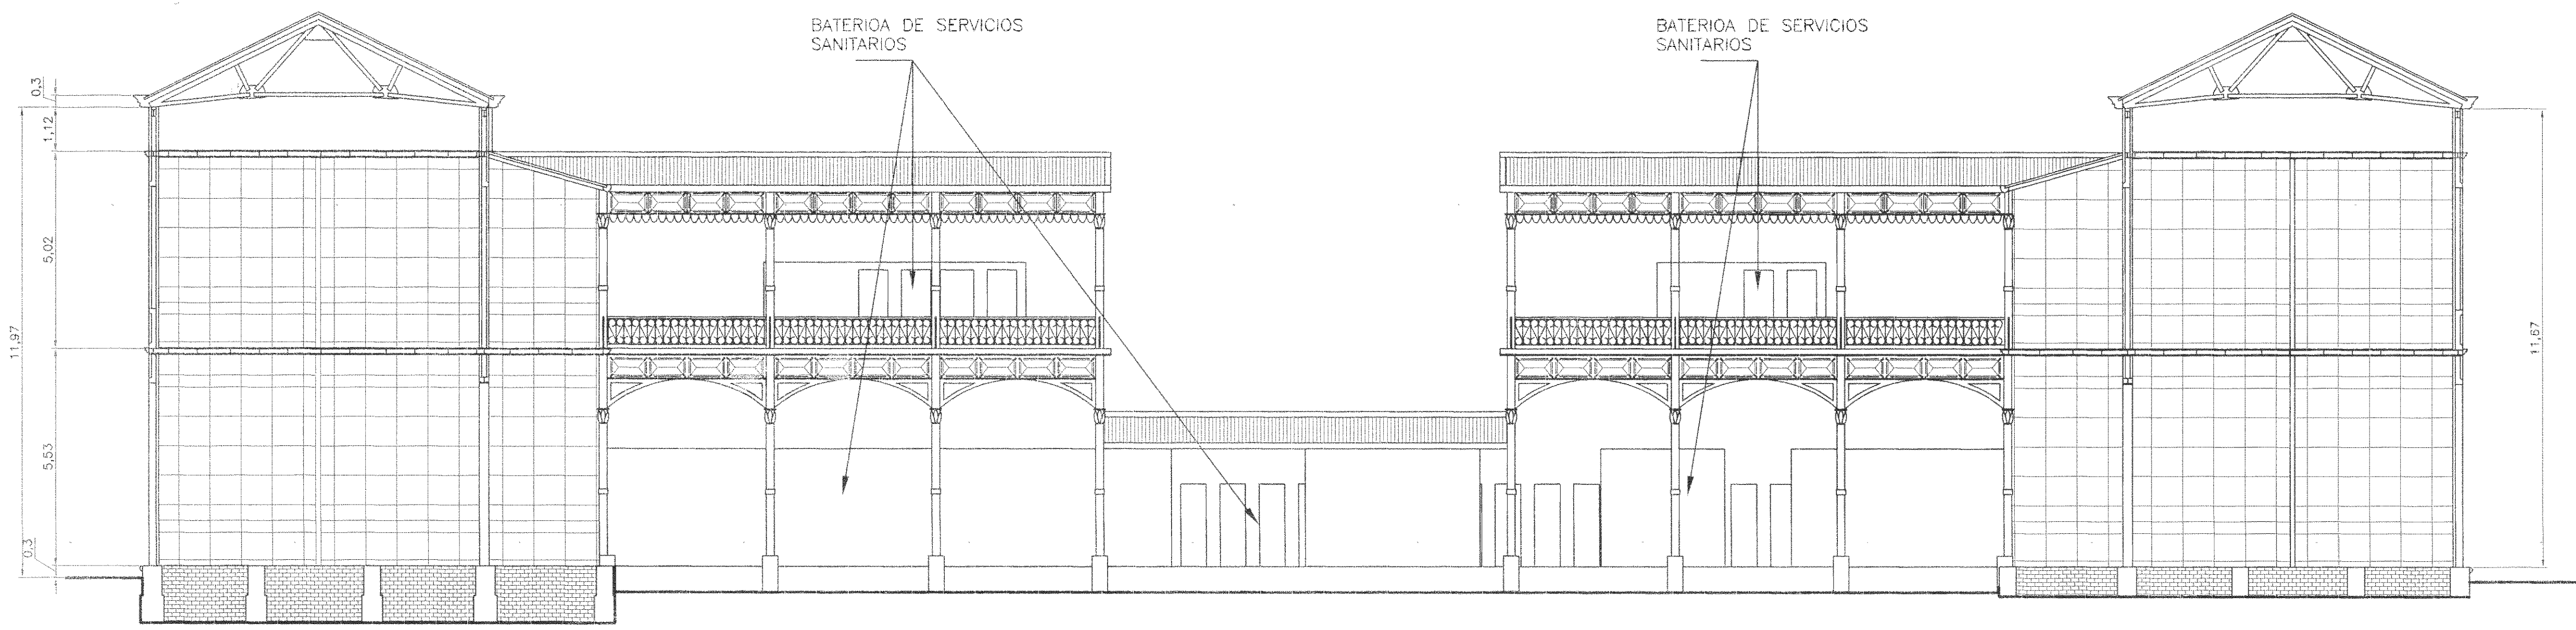 BATERIOA DE SERVICIOS
SANITARIOS
BATERIOA DE SERVICIOS
SANITARIOS
0,3
1,12
5,02
11,97
5,53
0,3
11,67